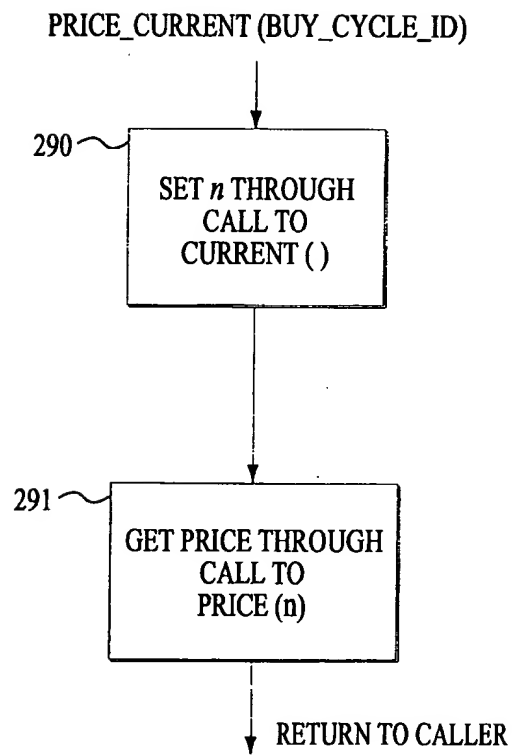 PRICE_CURRENT (BUY_CYCLE_ID)
290
SET n THROUGH
CALL TO
CURRENT ( )
291
GET PRICE THROUGH
CALL TO
PRICE (n)
RETURN TO CALLER